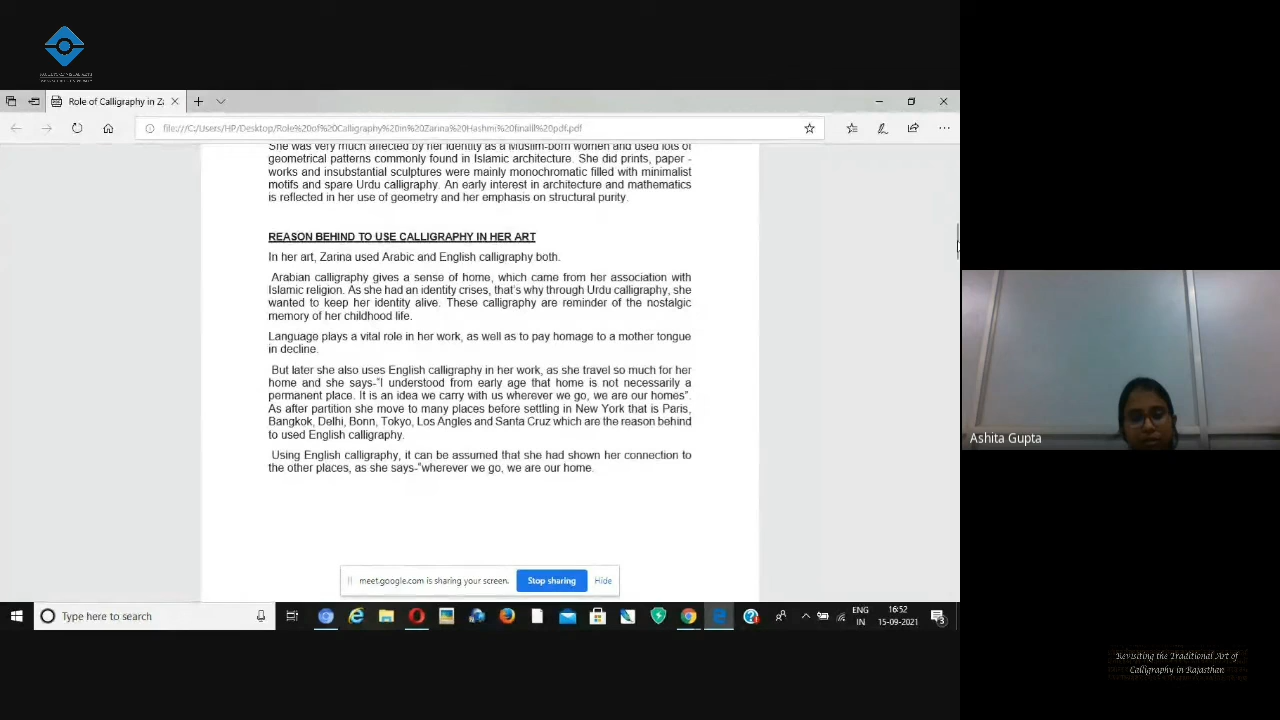 Role of Calligraphy in Za
file:///C:/Users/HP/Desktop/Role%20of%20Calligraphy%20in%20Zarina%20Hashmi%20finalll%20pdf.pdf
She was very much affected by her identity as a Muslim-born women and used lots of
geometrical patterns commonly found in Islamic architecture. She did prints, paper -
works and insubstantial sculptures were mainly monochromatic filled with minimalist
motifs and spare Urdu calligraphy. An early interest in architecture and mathematics
is reflected in her use of geometry and her emphasis on structural purity.
REASON BEHIND TO USE CALLIGRAPHY IN HER ART
In her art, Zarina used Arabic and English calligraphy both.
Arabian calligraphy gives a sense of home, which came from her association with
Islamic religion. As she had an identity crises, that's why through Urdu calligraphy, she
wanted to keep her identity alive. These calligraphy are reminder of the nostalgic
memory of her childhood life.
Language plays a vital role in her work, as well as to pay homage to a mother tongue
in decline.
But later she also uses English calligraphy in her work, as she travel so much for her
home and she says-"I understood from early age that home is not necessarily a
permanent place. It is an idea we carry with us wherever we go, we are our homes".
As after partition she move to many places before settling in New York that is Paris,
Bangkok, Delhi, Bonn, Tokyo, Los Angles and Santa Cruz which are the reason behind
to used English calligraphy.
Using English calligraphy, it can be assumed that she had shown her connection to
the other places, as she says-"wherever we go, we are our home.
Ashita Gupta
meet.google.com is sharing your screen.
Stop sharing
Hide
Type here to search
ENG
IN
16:52
15-09-2021
3
Revisiting the Traditional Art of
Calligraphy in Rajasthan